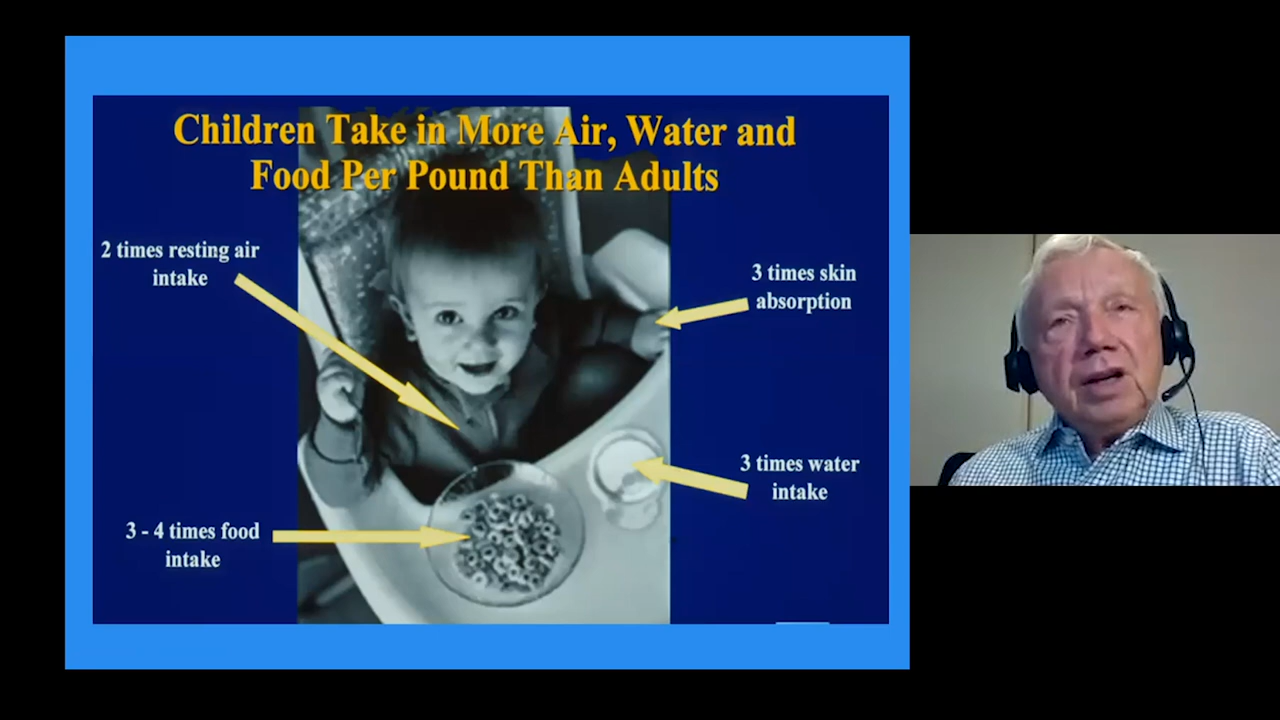 Children Take in More Air, Water and
Food Per Pound Than Adults
2 times resting air
intake
3 times skin
absorption
3 times water
intake
3 - 4 times food
intake